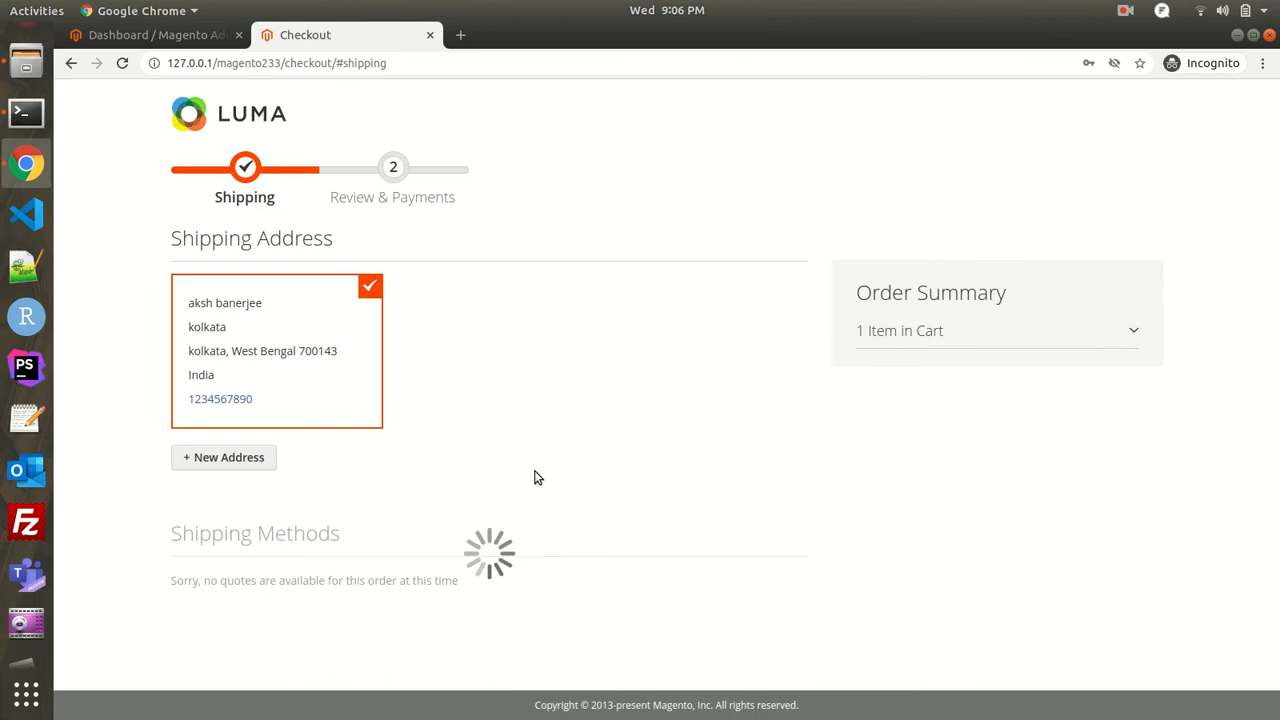 Activities
Google Chrome
Wed 9:06 PM
Dashboard / Magento Ad
Checkout
127.0.0.1/magento233/checkout/#shipping
Incognito
LUMA
2
Shipping
Review & Payments
Shipping Address
aksh banerjee
kolkata
kolkata, West Bengal 700143
India
1234567890
+ New Address
Order Summary
1 Item in Cart
Shipping Methods
Sorry, no quotes are available for this order at this time
Copyright © 2013-present Magento, Inc. All rights reserved.
R
PS
Fz
T